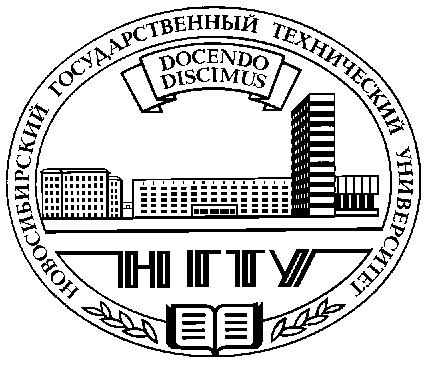 НОВОСИБИРСКИЙ ГОСУДАРСТВЕННЫЙ ТЕХНИЧЕСКИЙ УНИВЕРСИТЕТ
DOCENDO
DISCIMUS
НГТУ